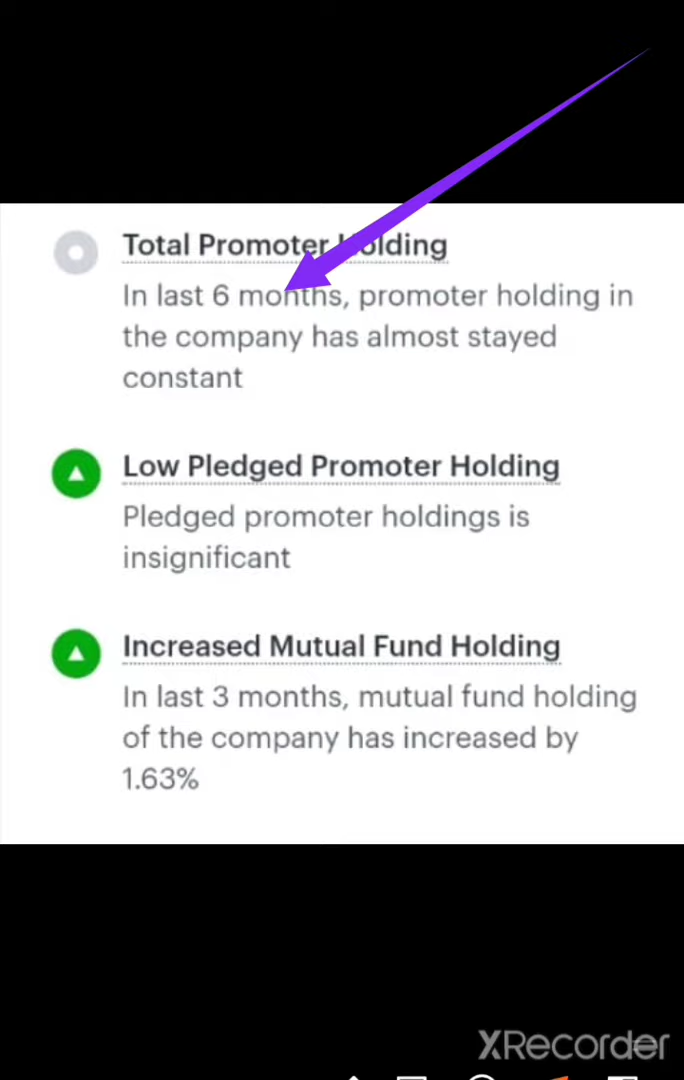 Total Promoter Holding
In last 6 months, promoter holding in
the company has almost stayed
constant
Low Pledged Promoter Holding
Pledged promoter holdings is
insignificant
Increased Mutual Fund Holding
In last 3 months, mutual fund holding
of the company has increased by
1.63%
XRecorder